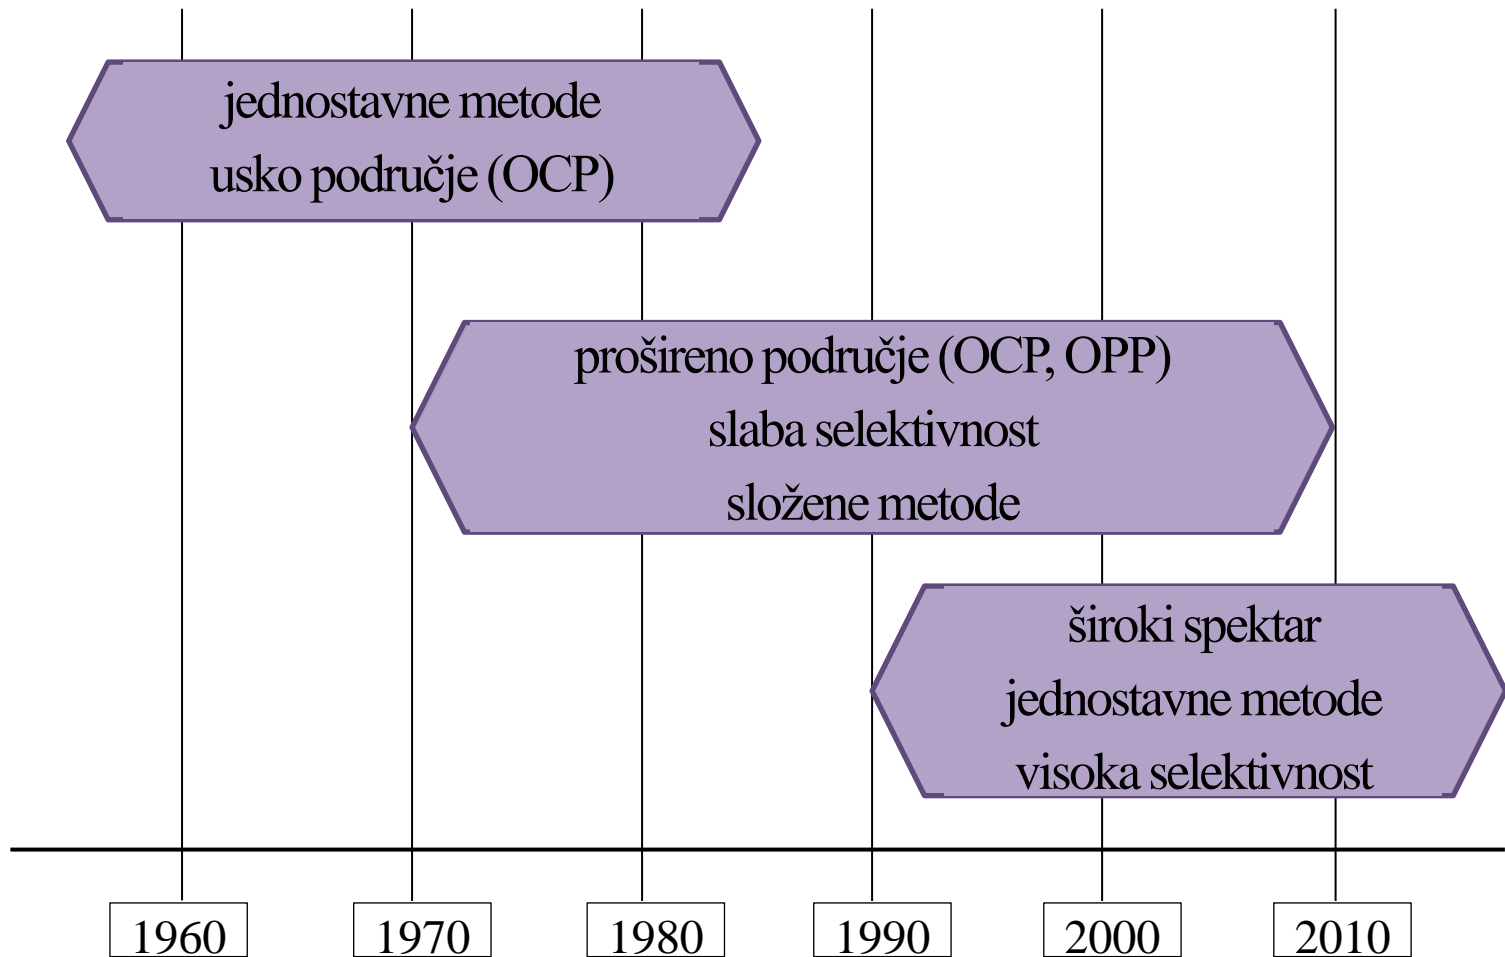 jednostavne metode
usko područje (OCP)
prošireno područje (OCP, OPP)
slaba selektivnost
složene metode
široki spektar
jednostavne metode
visoka selektivnost
1960
1970
1980
1990
2000
2010